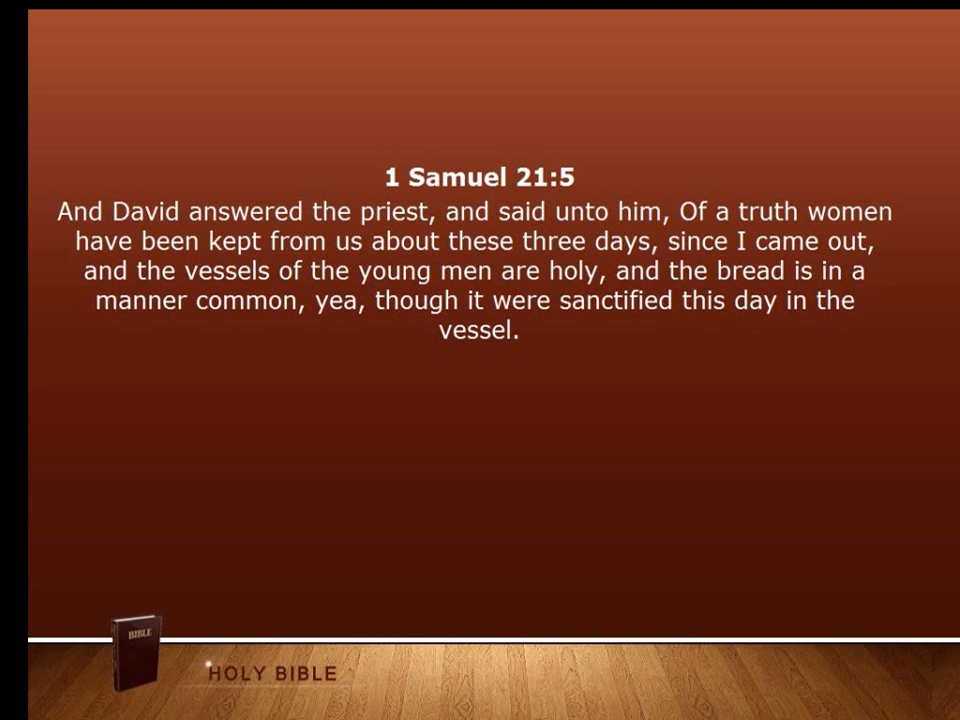 1 Samuel 21:5
And David answered the priest, and said unto him, Of a truth women
have been kept from us about these three days, since I came out,
and the vessels of the young men are holy, and the bread is in a
manner common, yea, though it were sanctified this day in the
vessel.
BIBLE
HOLY BIBLE